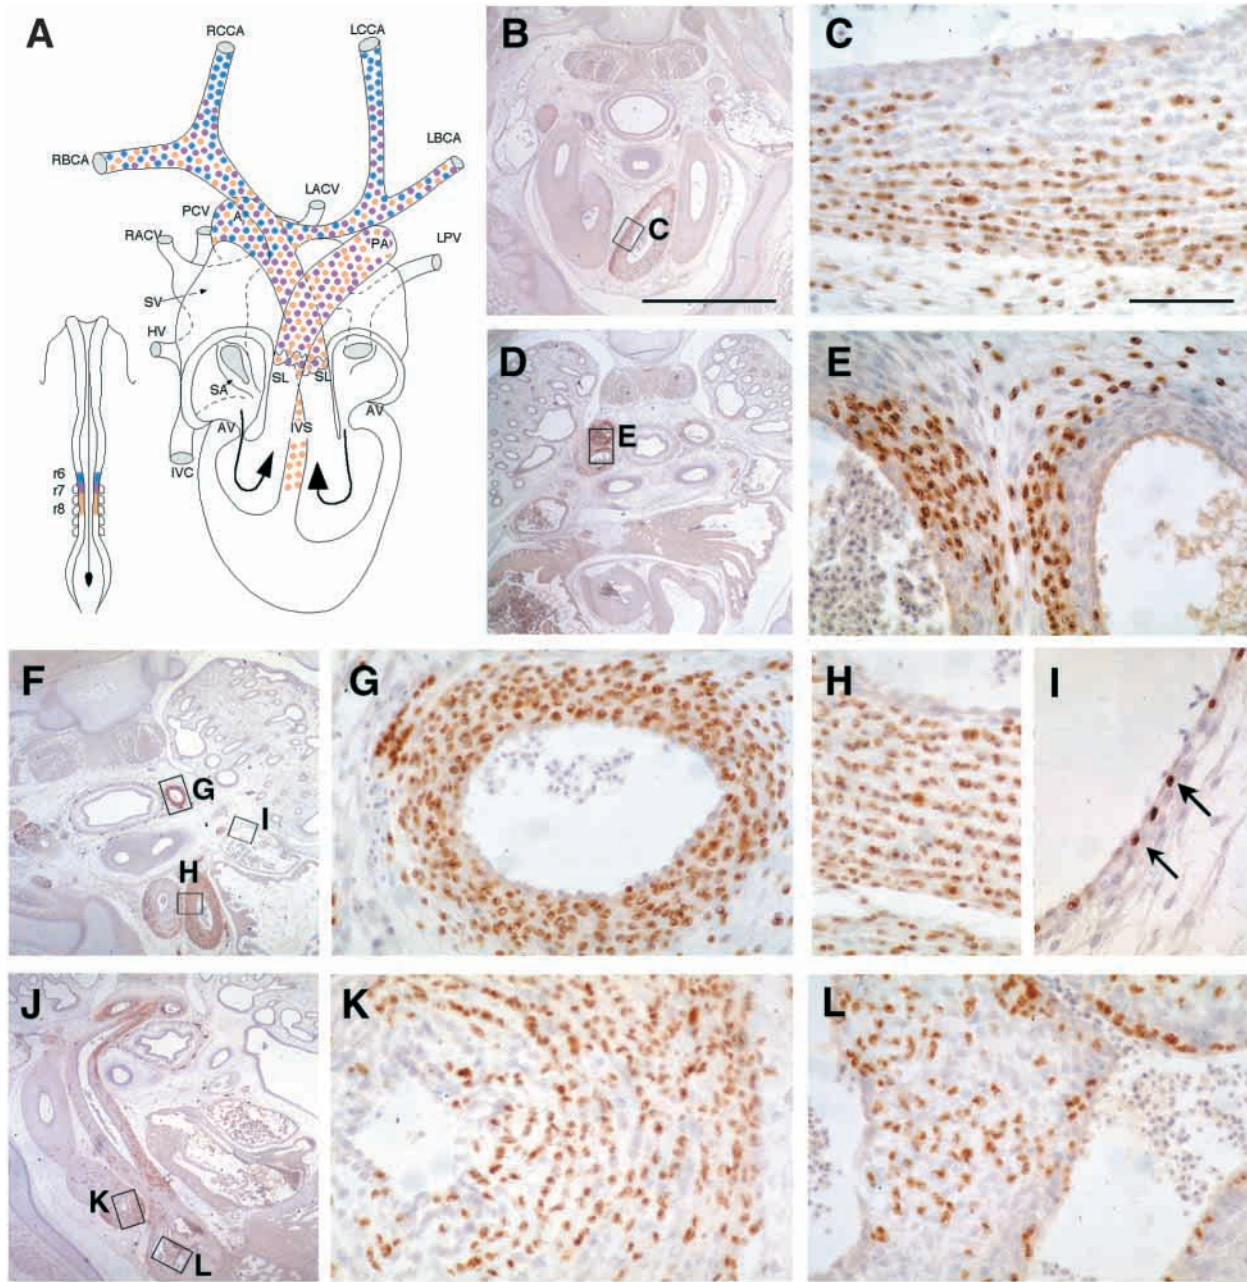 A
RCCA
LCCA
RBCA
LBCA
LACV
PCV
A
RACV
PA
LPV
SV
HV
SL
SL
SA
AV
AV
IVS
IVC
r6
r7
r8
B
C
C
D
E
E
F
G
I
H
G
H
I
J
K
L
K
L